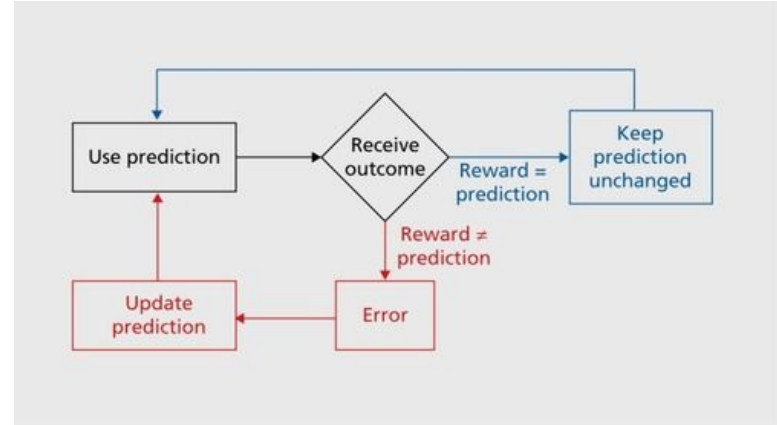 Use prediction
Receive
outcome
Reward =
prediction
Keep
prediction
unchanged
Reward ≠
prediction
Error
Update
prediction